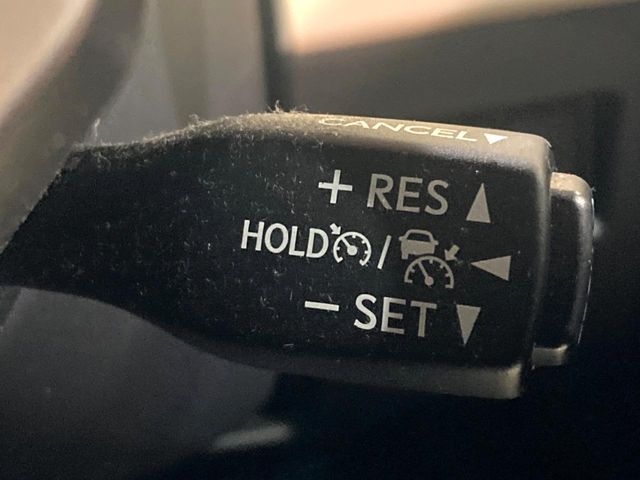 CANCEL
+ RES
HOLD /
− SET